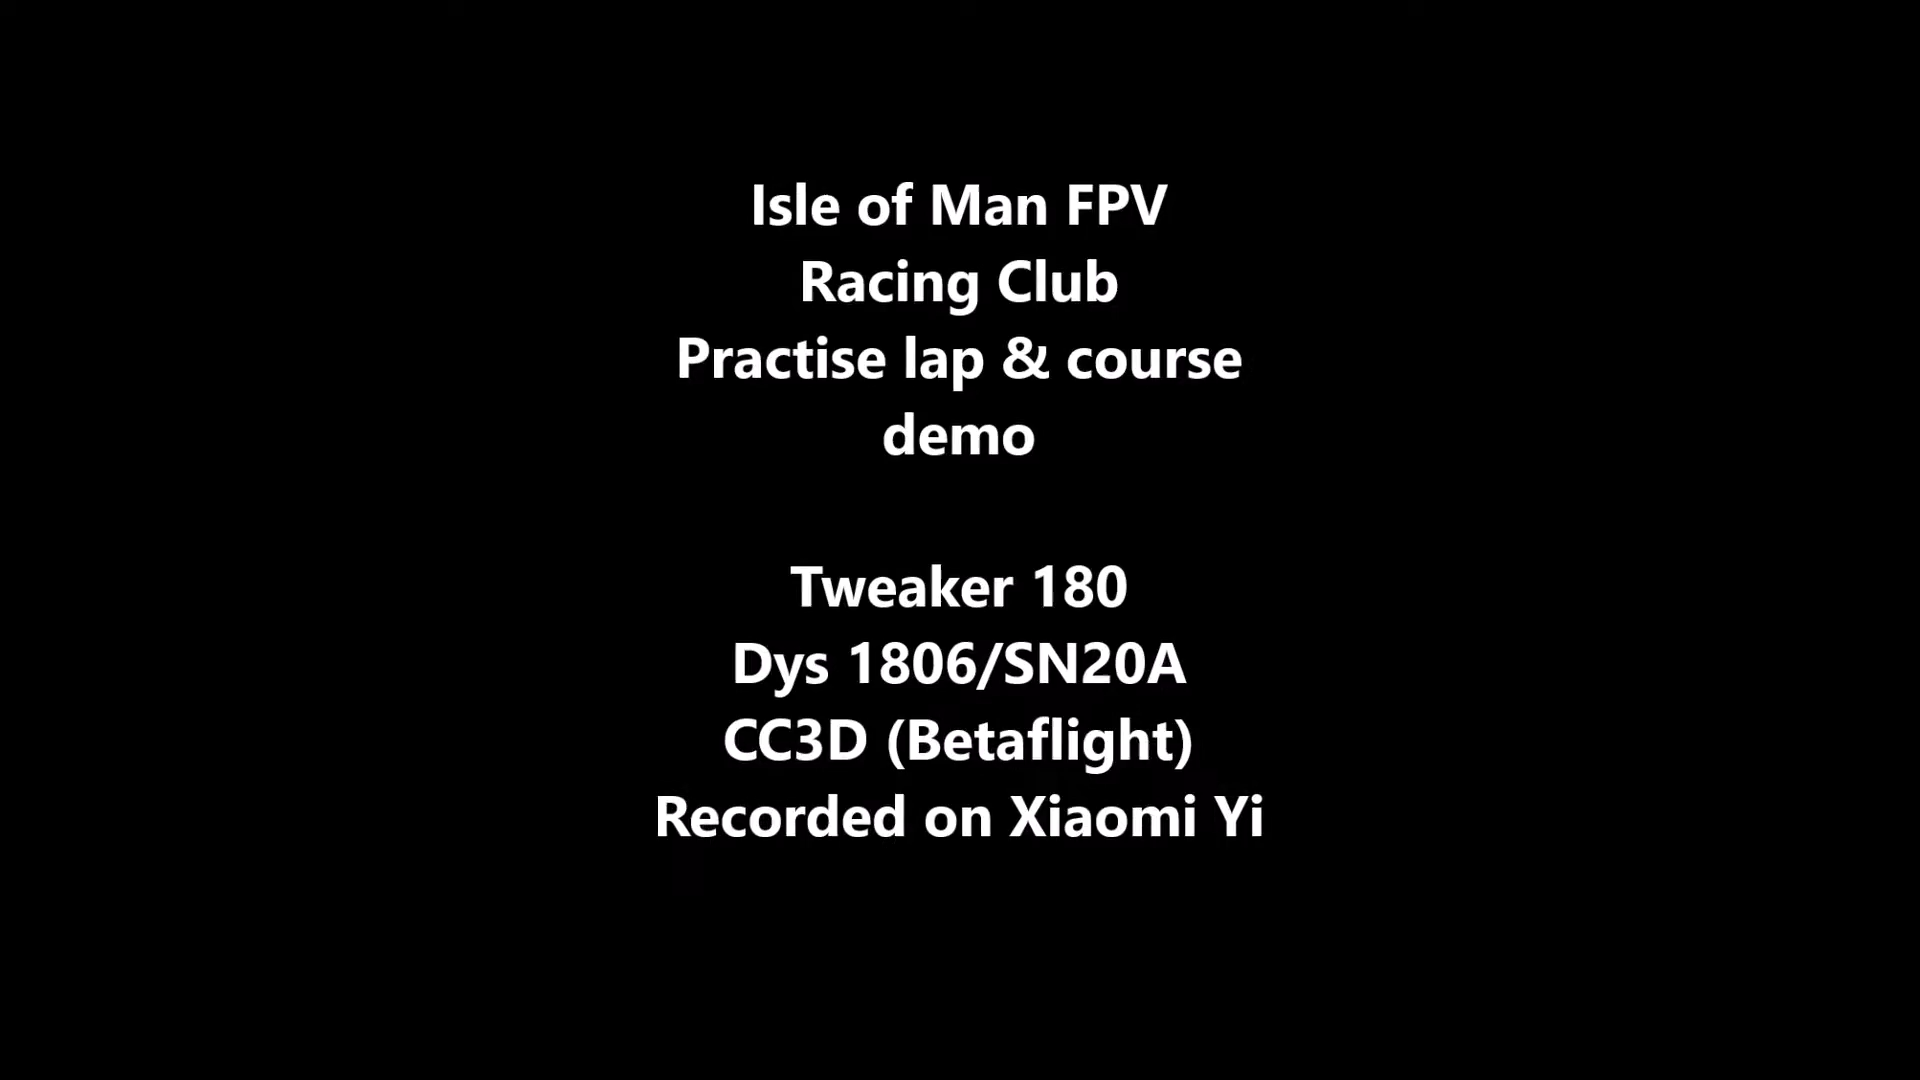 Isle of Man FPV
Racing Club
Practise lap & course
demo
Tweaker 180
Dys 1806/SN20A
CC3D (Betaflight)
Recorded on Xiaomi Yi